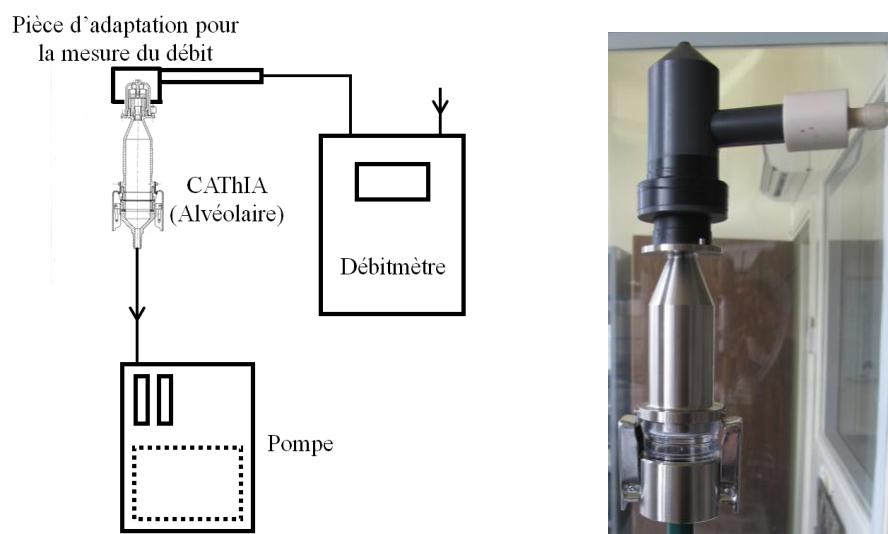 Pièce d'adaptation pour
la mesure du débit
CAThIA
(Alvéolaire)
Débitmètre
Pompe